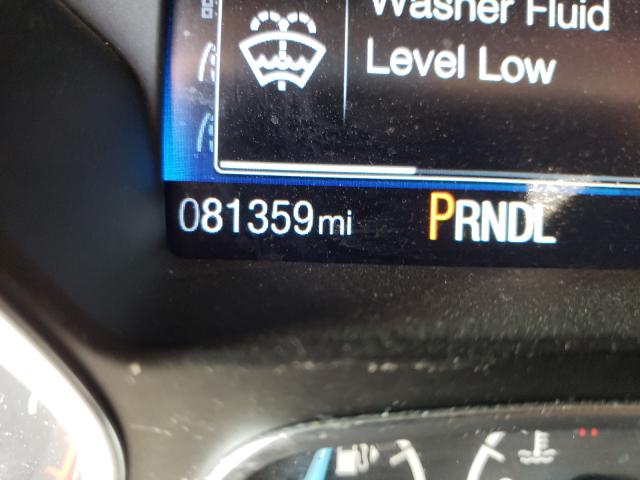 Washer Fluid
Level Low
081359mi PRNDL